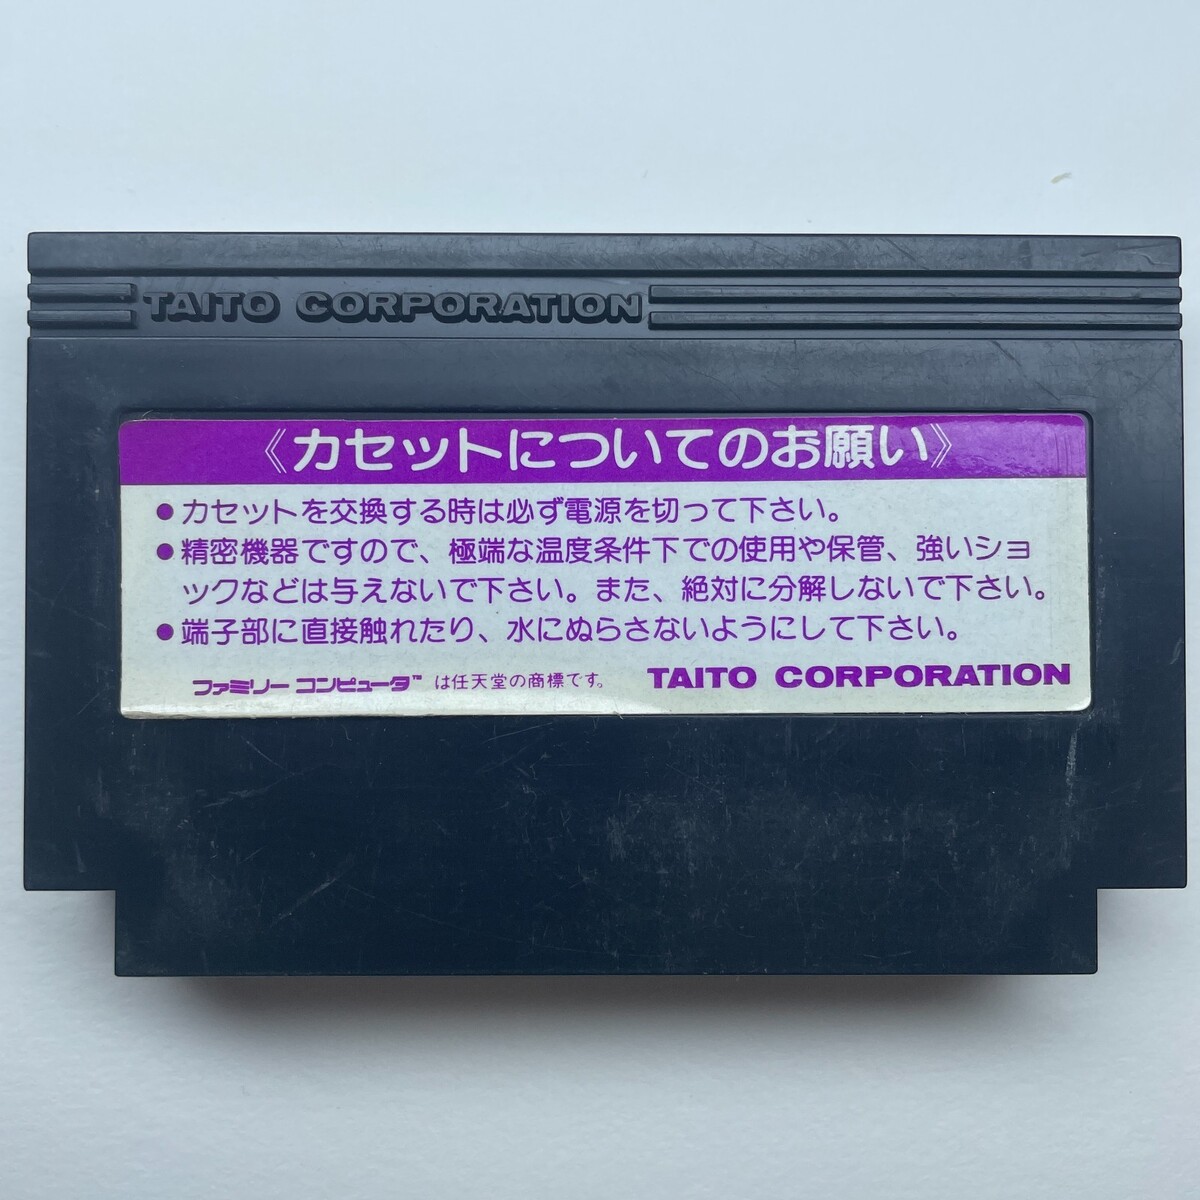 TAITO CORPORATION
《カセットについてのお願い》
●カセットを交換する時は必ず電源を切って下さい。
●精密機器ですので、極端な温度条件下での使用や保管、強いショ
ックなどは与えないで下さい。また、絶対に分解しないで下さい。
●端子部に直接触れたり、水にぬらさないようにして下さい。
ファミリーコンピュータ™ は任天堂の商標です。 TAITO CORPORATION